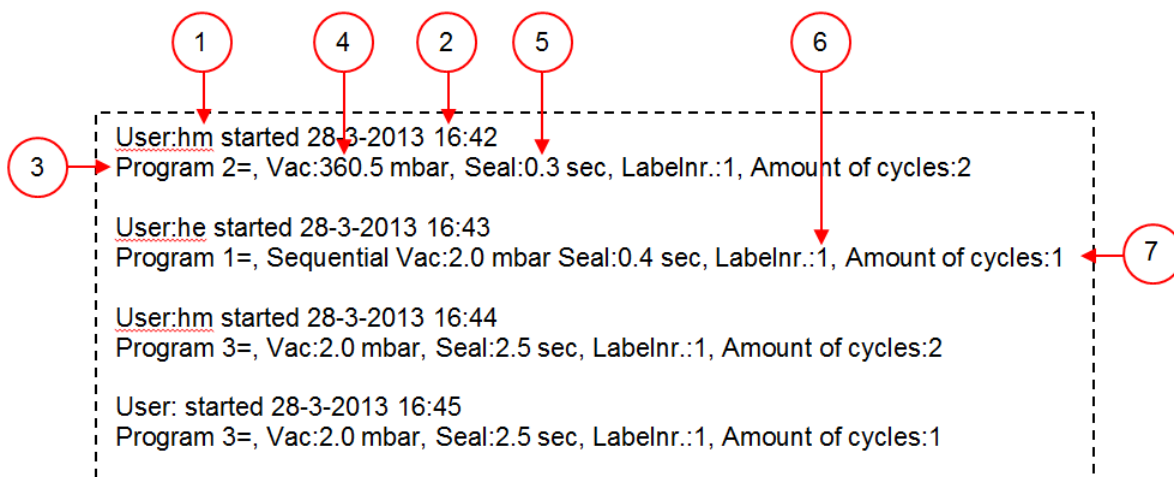 1 4 2 5 6
User:hm started 28-3-2013 16:42
3 Program 2=, Vac:360.5 mbar, Seal:0.3 sec, Labelnr.:1, Amount of cycles:2
User:he started 28-3-2013 16:43
Program 1=, Sequential Vac:2.0 mbar Seal:0.4 sec, Labelnr.:1, Amount of cycles:1 7
User:hm started 28-3-2013 16:44
Program 3=, Vac:2.0 mbar, Seal:2.5 sec, Labelnr.:1, Amount of cycles:2
User: started 28-3-2013 16:45
Program 3=, Vac:2.0 mbar, Seal:2.5 sec, Labelnr.:1, Amount of cycles:1